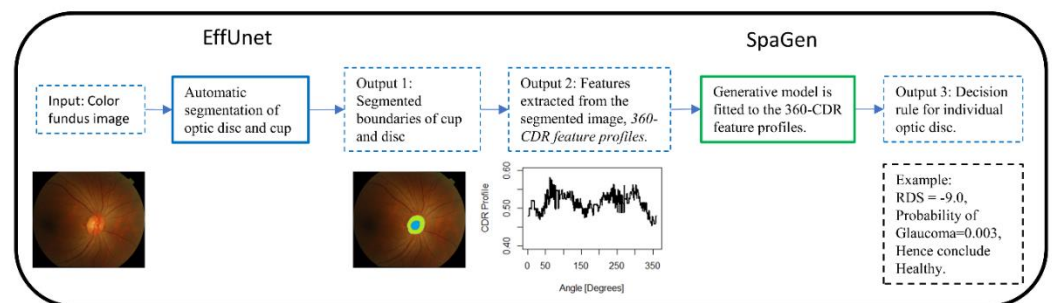 EffUnet
SpaGen
Input: Color
fundus image
Automatic
segmentation of
optic disc and cup
Output 1:
Segmented
boundaries of cup
and disc
Output 2: Features
extracted from the
segmented image, 360-
CDR feature profiles.
Generative model is
fitted to the 360-CDR
feature profiles.
Output 3: Decision
rule for individual
optic disc.
CDR Profile
0.60
0.50
0.40
0 50 150 250 350
Angle [Degrees]
Example:
RDS = -9.0,
Probability of
Glaucoma=0.003,
Hence conclude
Healthy.